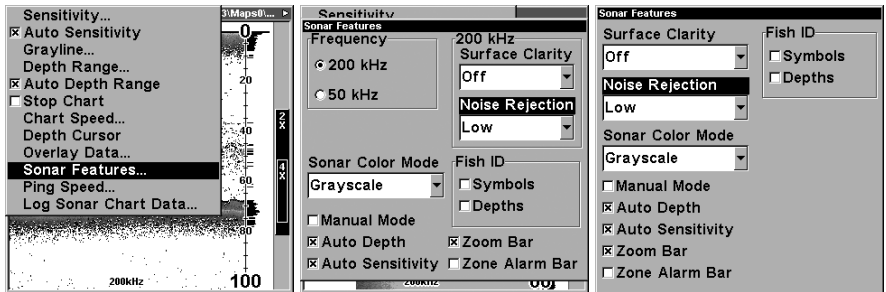 Sensitivity...
Auto Sensitivity
Grayline...
Depth Range...
Auto Depth Range
Stop Chart
Chart Speed...
Depth Cursor
Overlay Data...
Sonar Features...
Ping Speed...
Log Sonar Chart Data...
\Maps0\...
0
20
40
60
80
100
2x
4x
200kHz
Sensitivity
Sonar Features
Frequency
200 kHz
50 kHz
200 kHz
Surface Clarity
Off
Noise Rejection
Low
Sonar Color Mode
Grayscale
Fish ID
Symbols
Depths
Manual Mode
Auto Depth
Zoom Bar
Auto Sensitivity
Zone Alarm Bar
Sonar Features
Surface Clarity
Off
Noise Rejection
Low
Sonar Color Mode
Grayscale
Fish ID
Symbols
Depths
Manual Mode
Auto Depth
Auto Sensitivity
Zoom Bar
Zone Alarm Bar